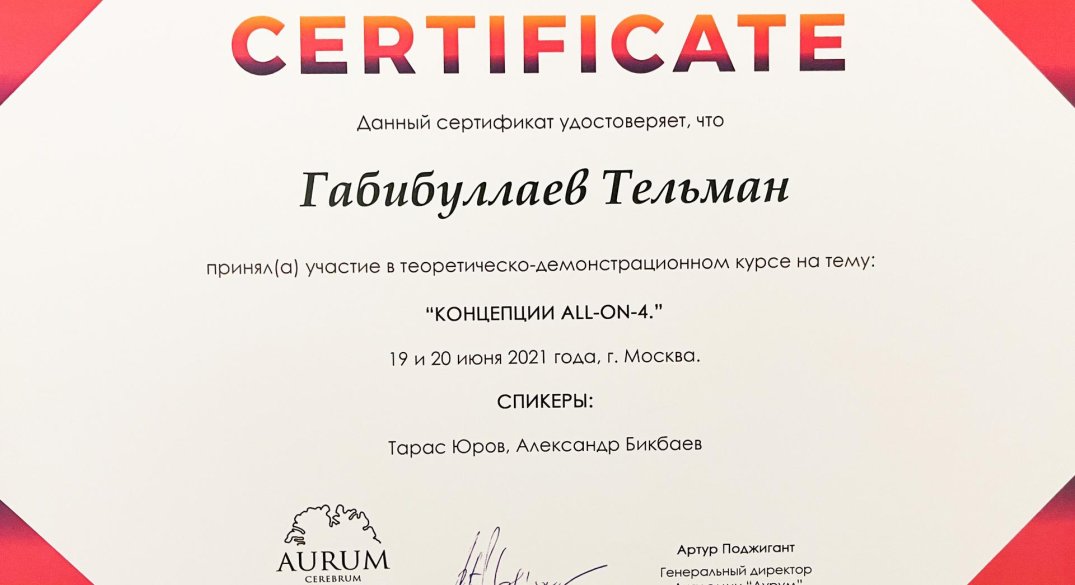 CERTIFICATE
Данный сертификат удостоверяет, что
Габибуллаев Тельман
принял(а) участие в теоретическо-демонстрационном курсе на тему:
“КОНЦЕПЦИИ ALL-ON-4.”
19 и 20 июня 2021 года, г. Москва.
СПИКЕРЫ:
Тарас Юров, Александр Бикбаев
AURUM
CEREBRUM
Артур Поджигант
Генеральный директор
“Аурум”